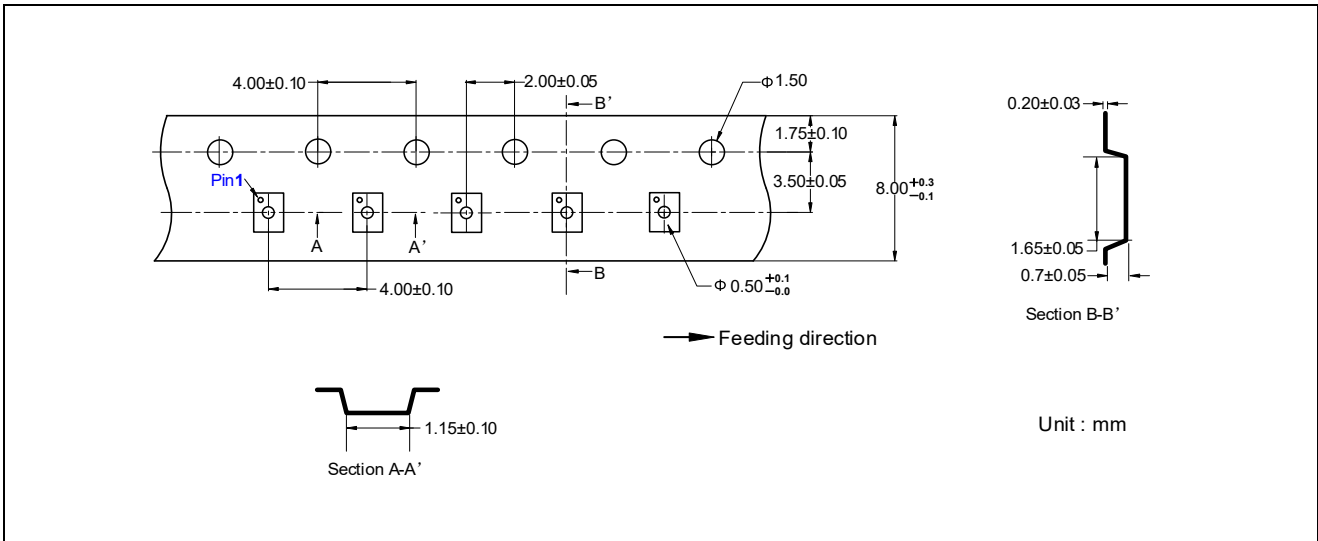 4.00±0.10
2.00±0.05
B’
Φ1.50
0.20±0.03
1.75±0.10
Pin1
3.50±0.05
8.00+0.3−0.1
A
A’
1.65±0.05
B
0.7±0.05
4.00±0.10
Φ 0.50+0.1−0.0
Section B-B’
Feeding direction
1.15±0.10
Unit : mm
Section A-A’